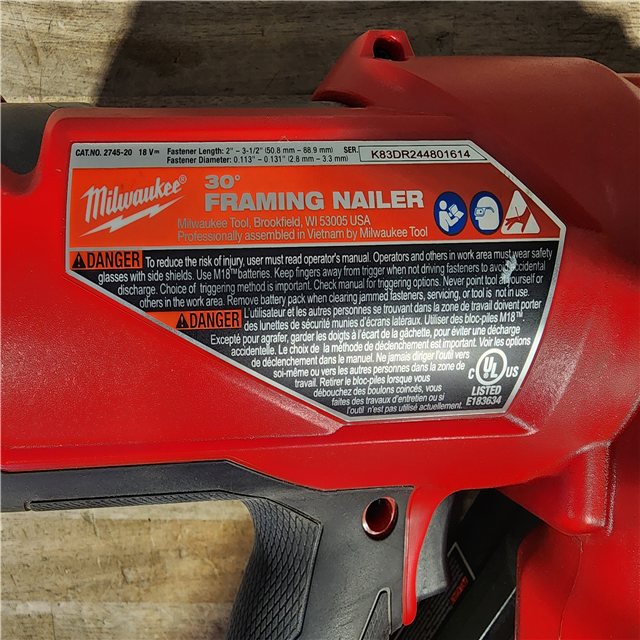 CAT.NO. 2745-20 18 V⎓ Fastener Length: 2" - 3-1/2" (50.8 mm - 88.9 mm) SER.
Fastener Diameter: 0.113" - 0.131" (2.8 mm - 3.3 mm)
K83DR244801614
Milwaukee®
30°
FRAMING NAILER
Milwaukee Tool, Brookfield, WI 53005 USA
Professionally assembled in Vietnam by Milwaukee Tool
DANGER To reduce the risk of injury, user must read operator's manual. Operators and others in work area must wear safety
glasses with side shields. Use M18™ batteries. Keep fingers away from trigger when not driving fasteners to avoid accidental
discharge. Choice of triggering method is important. Check manual for triggering options. Never point tool at yourself or
others in the work area. Remove battery pack when clearing jammed fasteners, servicing, or tool is not in use.
DANGER L'utilisateur et les autres personnes se trouvant dans la zone de travail doivent porter
des lunettes de sécurité munies d'écrans latéraux. Utiliser des bloc-piles M18™.
Excepté pour agrafer, garder les doigts à l'écart de la gâchette, pour éviter une décharge
accidentelle. Le choix de la méthode de déclenchement est important. Voir les options
de déclenchement dans le manuel. Ne jamais diriger l'outil vers
soi-même ou vers les autres personnes dans la zone de
travail. Retirer le bloc-piles lorsque vous
débouchez des boulons coincés, vous
faites des travaux d'entretien ou si
l'outil n'est pas actuellement utilisé.
C UL US
LISTED
E183634